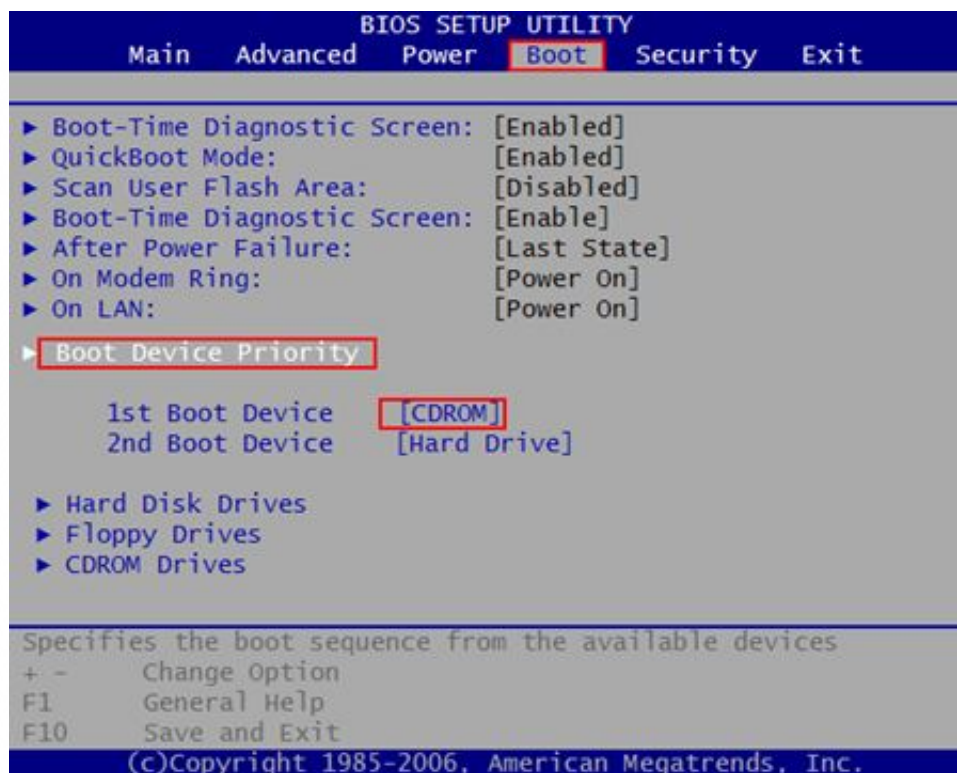 BIOS SETUP UTILITY
Main Advanced Power Boot Security Exit
► Boot-Time Diagnostic Screen: [Enabled]
► QuickBoot Mode: [Enabled]
► Scan User Flash Area: [Disabled]
► Boot-Time Diagnostic Screen: [Enable]
► After Power Failure: [Last State]
► On Modem Ring: [Power On]
► On LAN: [Power On]
► Boot Device Priority
1st Boot Device [CDROM]
2nd Boot Device [Hard Drive]
► Hard Disk Drives
► Floppy Drives
► CDROM Drives
Specifies the boot sequence from the available devices
+ - Change Option
F1 General Help
F10 Save and Exit
(c)Copyright 1985-2006, American Megatrends, Inc.